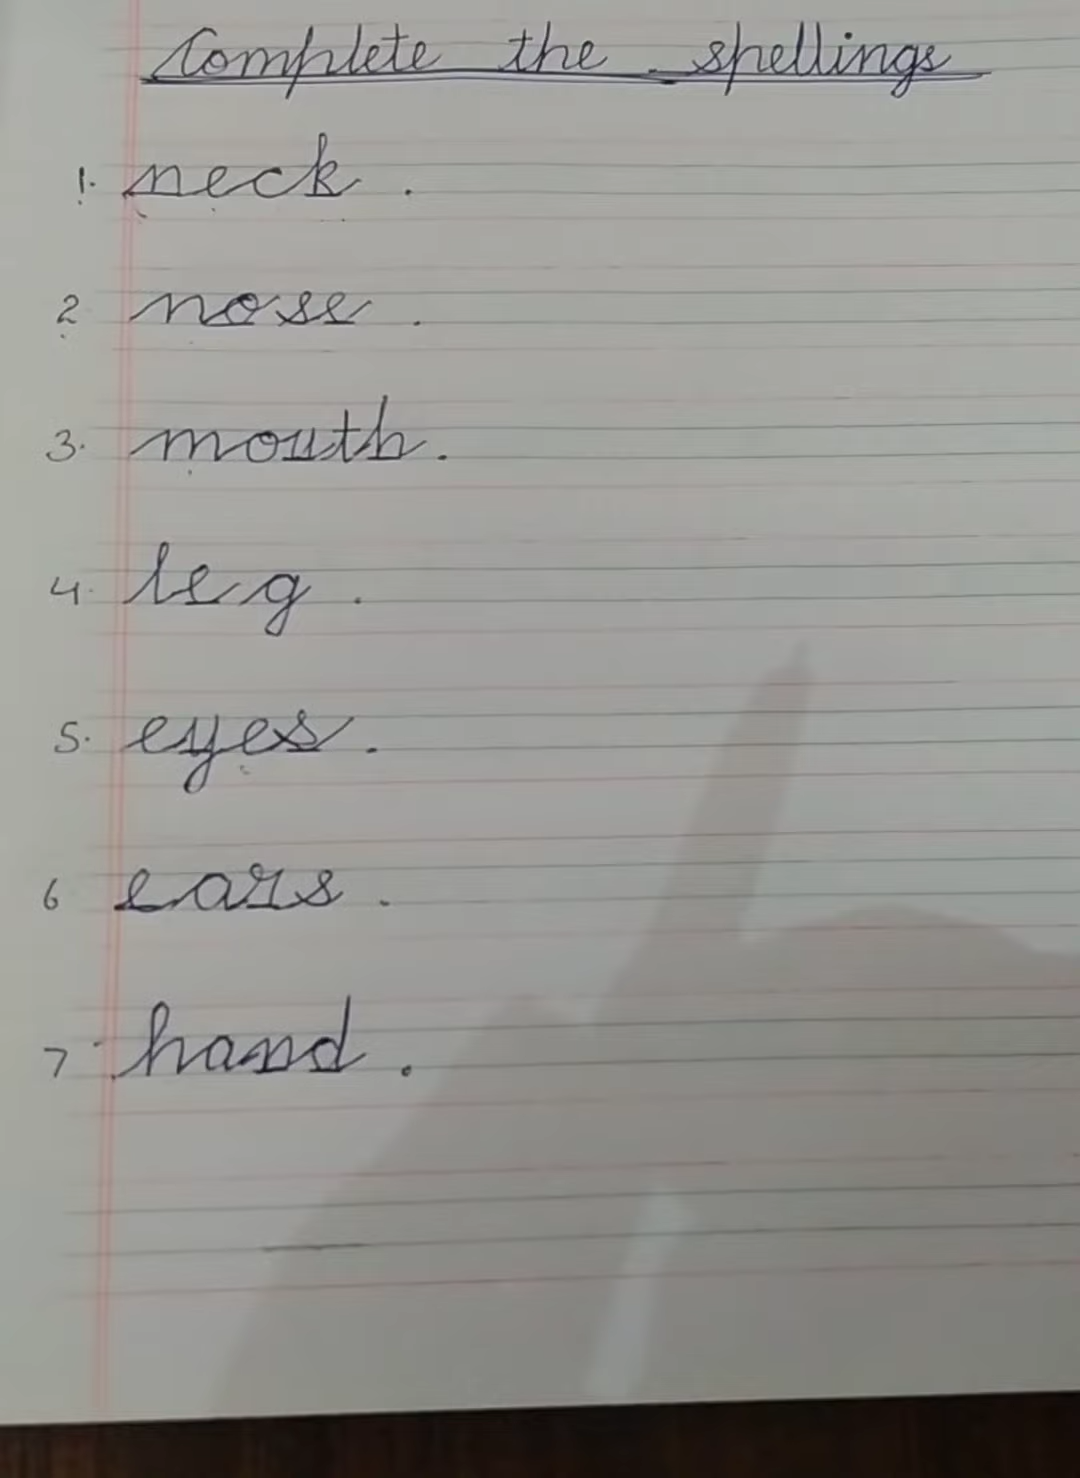 Complete the spellings
1. neck.
2 nose.
3. mouth.
4. leg.
5. eyes.
6 ears.
7 hand.